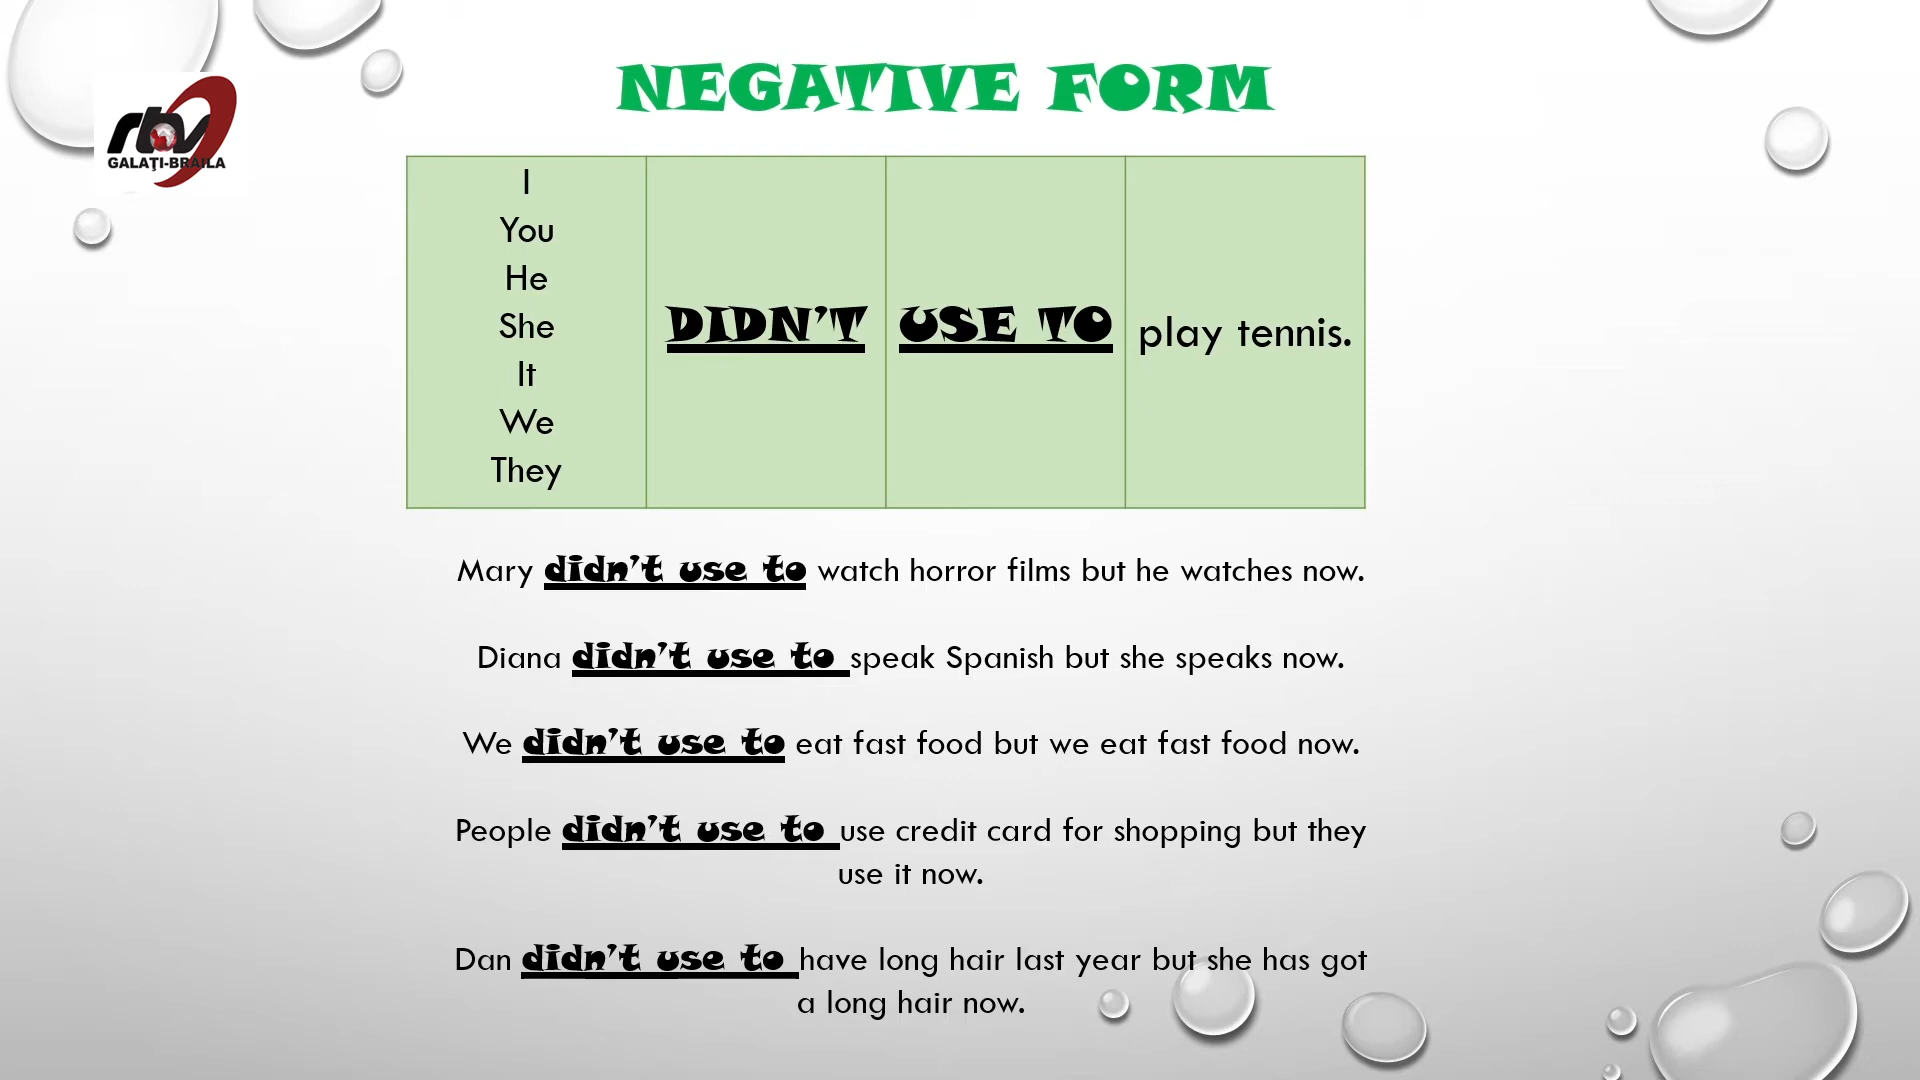 NEGATIVE FORM
rtv
GALAŢI-BRĂILA
I
You
He
She
It
We
They
DIDN'T
USE TO
play tennis.
Mary didn't use to watch horror films but he watches now.
Diana didn't use to speak Spanish but she speaks now.
We didn't use to eat fast food but we eat fast food now.
People didn't use to use credit card for shopping but they
use it now.
Dan didn't use to have long hair last year but she has got
a long hair now.